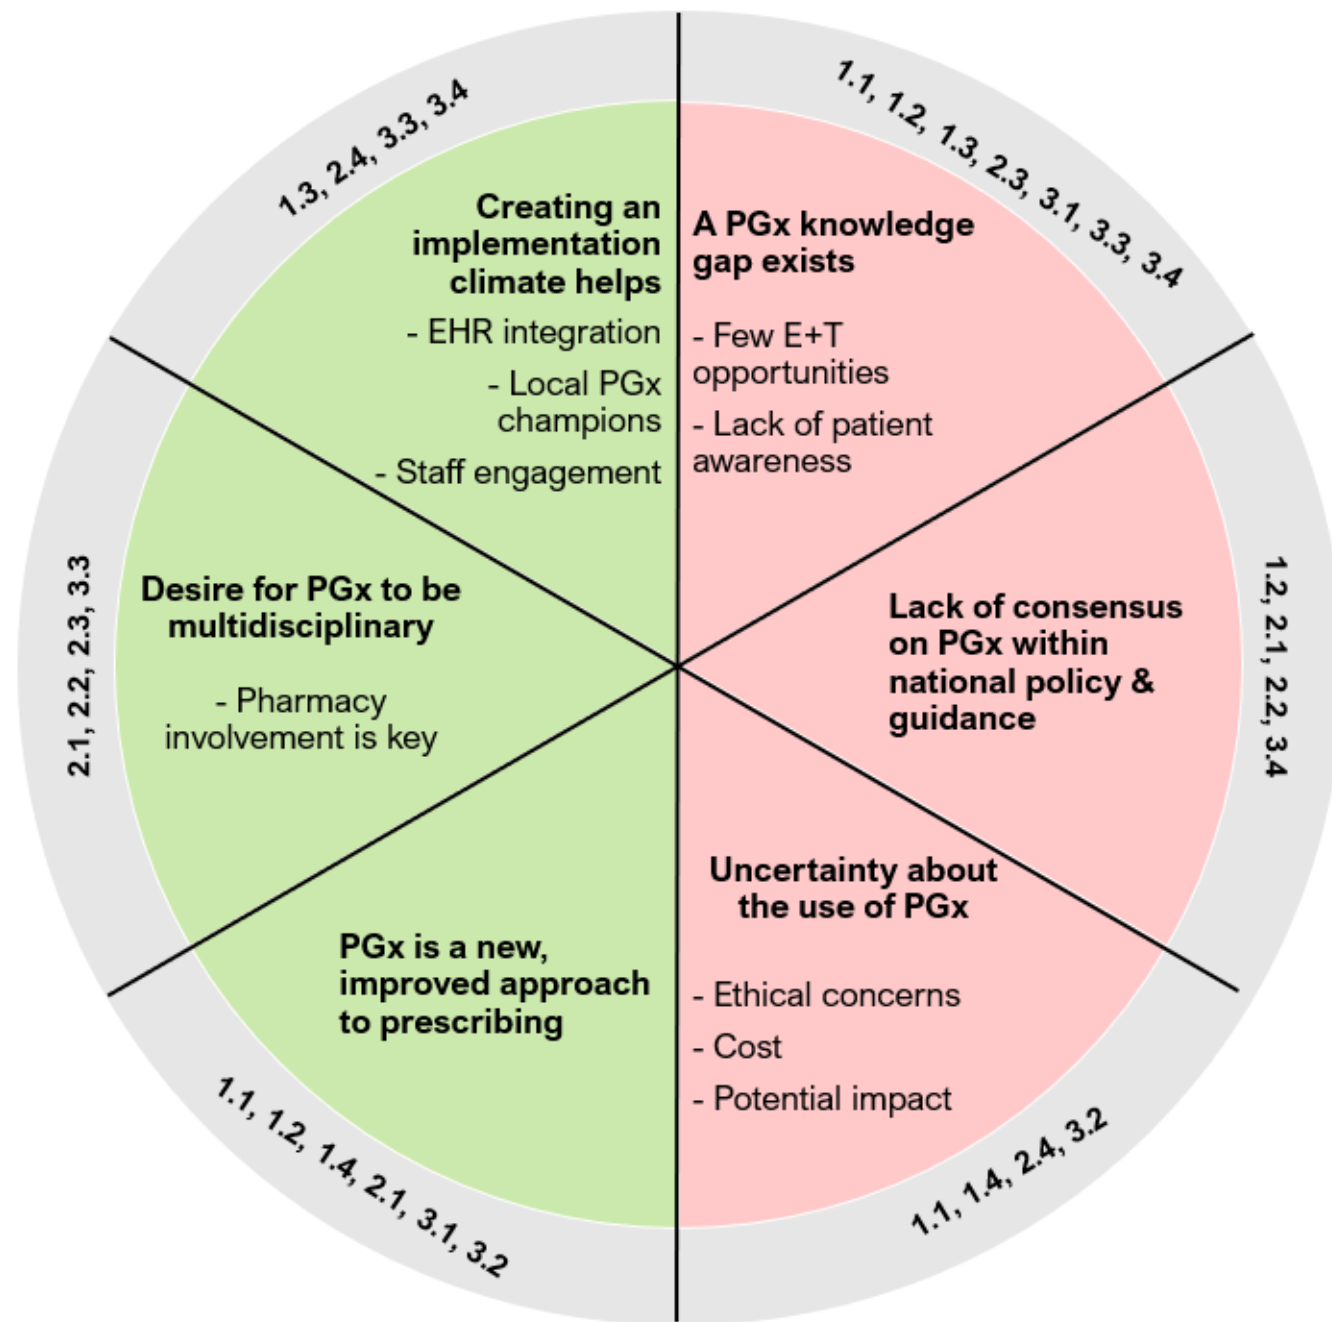 1.3, 2.4, 3.3, 3.4
Creating an
implementation
climate helps
- EHR integration
- Local PGx
champions
- Staff engagement
1.1, 1.2, 1.3, 2.3, 3.1, 3.3, 3.4
A PGx knowledge
gap exists
- Few E+T
opportunities
- Lack of patient
awareness
1.2, 2.1, 2.2, 3.4
Lack of consensus
on PGx within
national policy &
guidance
Uncertainty about
the use of PGx
- Ethical concerns
- Cost
- Potential impact
1.1, 1.4, 2.4, 3.2
PGx is a new,
improved approach
to prescribing
1.1, 1.2, 1.4, 2.1, 3.1, 3.2
2.1, 2.2, 2.3, 3.3
Desire for PGx to be
multidisciplinary
- Pharmacy
involvement is key